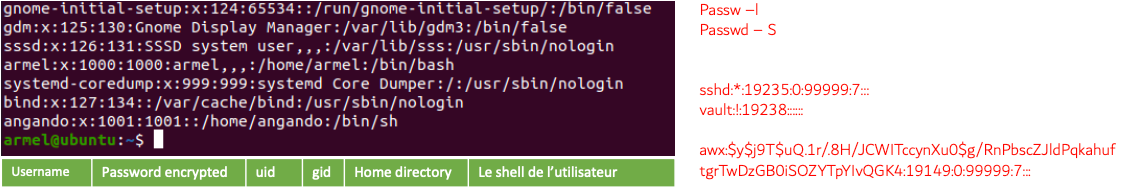 gnome-initial-setup:x:124:65534::/run/gnome-initial-setup/:/bin/false
gdm:x:125:130:Gnome Display Manager:/var/lib/gdm3:/bin/false
sssd:x:126:131:SSSD system user,,,:/var/lib/sss:/usr/sbin/nologin
armel:x:1000:1000:armel,,,:/home/armel:/bin/bash
systemd-coredump:x:999:999:systemd Core Dumper:/:/usr/sbin/nologin
bind:x:127:134::/var/cache/bind:/usr/sbin/nologin
angando:x:1001:1001::/home/angando:/bin/sh
armel@ubuntu:~$
Username Password encrypted uid gid Home directory Le shell de l’utilisateur
Passw –l
Passwd – S
sshd:*:19235:0:99999:7:::
vault:!:19238::::::
awx:$y$j9T$uQ.1r/.8H/JCWITccynXu0$g/RnPbscZJldPqkahuf
tgrTwDzGB0iSOZYTpYIvQGK4:19149:0:99999:7:::